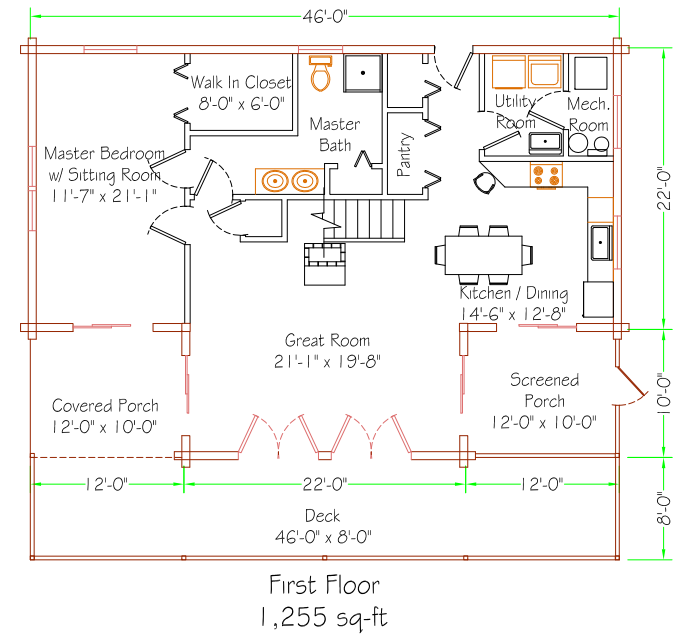 46'-0"
Walk In Closet
8'-0" x 6'-0"
Utility
Room
Mech.
Room
Master
Bath
Pantry
Master Bedroom
w/ Sitting Room
11'-7" x 21'-1"
22'-0"
Kitchen / Dining
14'-6" x 12'-8"
Great Room
21'-1" x 19'-8"
Screened
Porch
12'-0" x 10'-0"
Covered Porch
12'-0" x 10'-0"
10'-0"
12'-0"
22'-0"
12'-0"
8'-0"
Deck
46'-0" x 8'-0"
First Floor
1,255 sq-ft